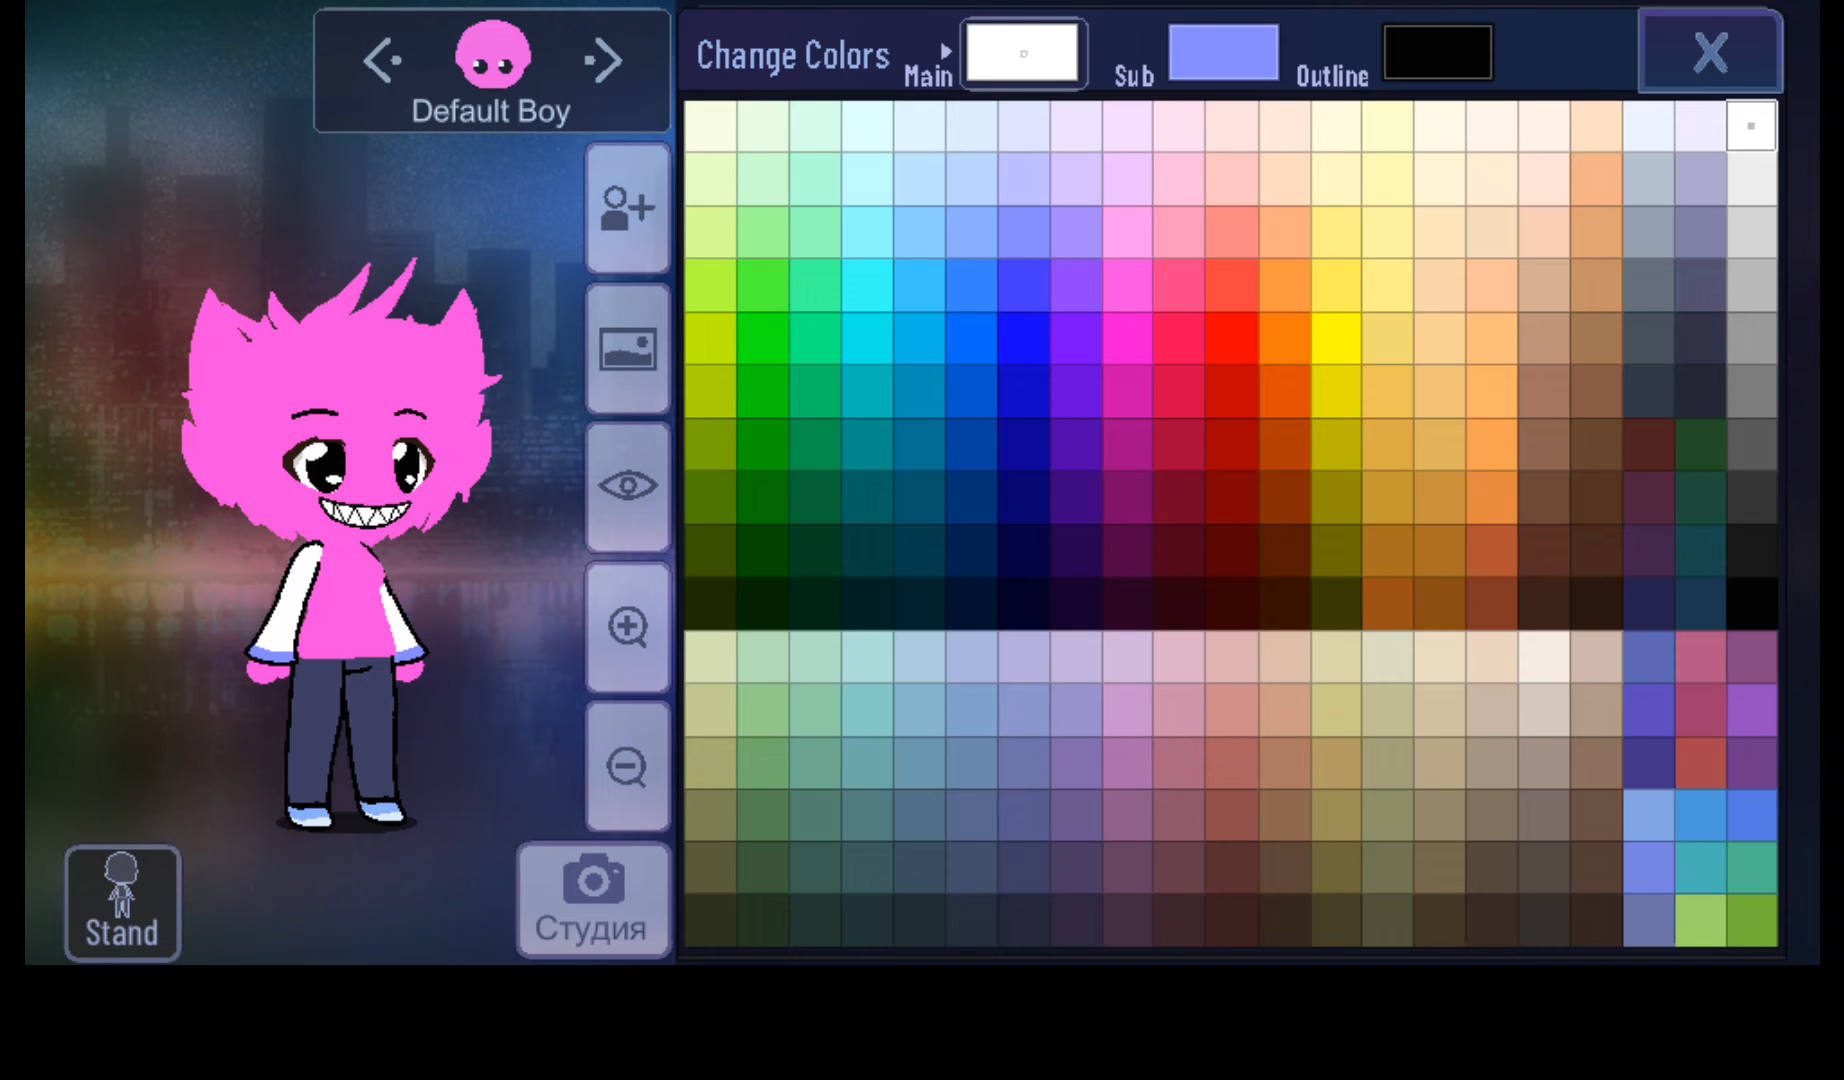 Default Boy
Change Colors
Main
Sub
Outline
X
Stand
Студия